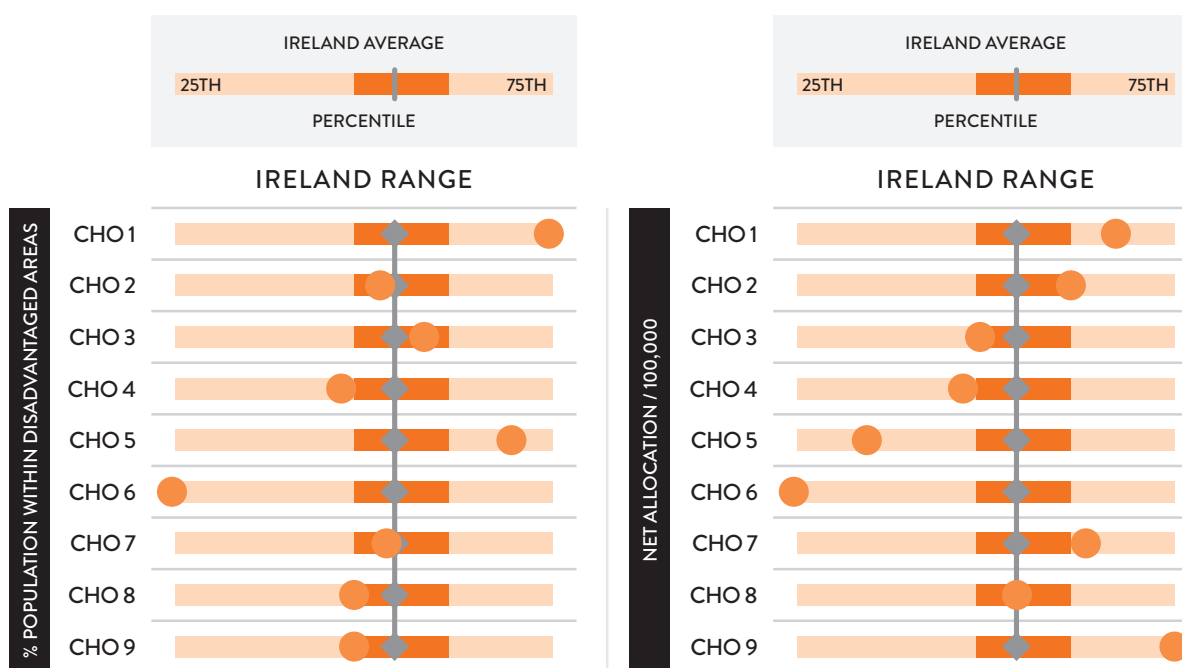 IRELAND AVERAGE
25TH 75TH
PERCENTILE
IRELAND RANGE
% POPULATION WITHIN DISADVANTAGED AREAS
CHO 1
CHO 2
CHO 3
CHO 4
CHO 5
CHO 6
CHO 7
CHO 8
CHO 9
IRELAND AVERAGE
25TH 75TH
PERCENTILE
IRELAND RANGE
NET ALLOCATION / 100,000
CHO 1
CHO 2
CHO 3
CHO 4
CHO 5
CHO 6
CHO 7
CHO 8
CHO 9